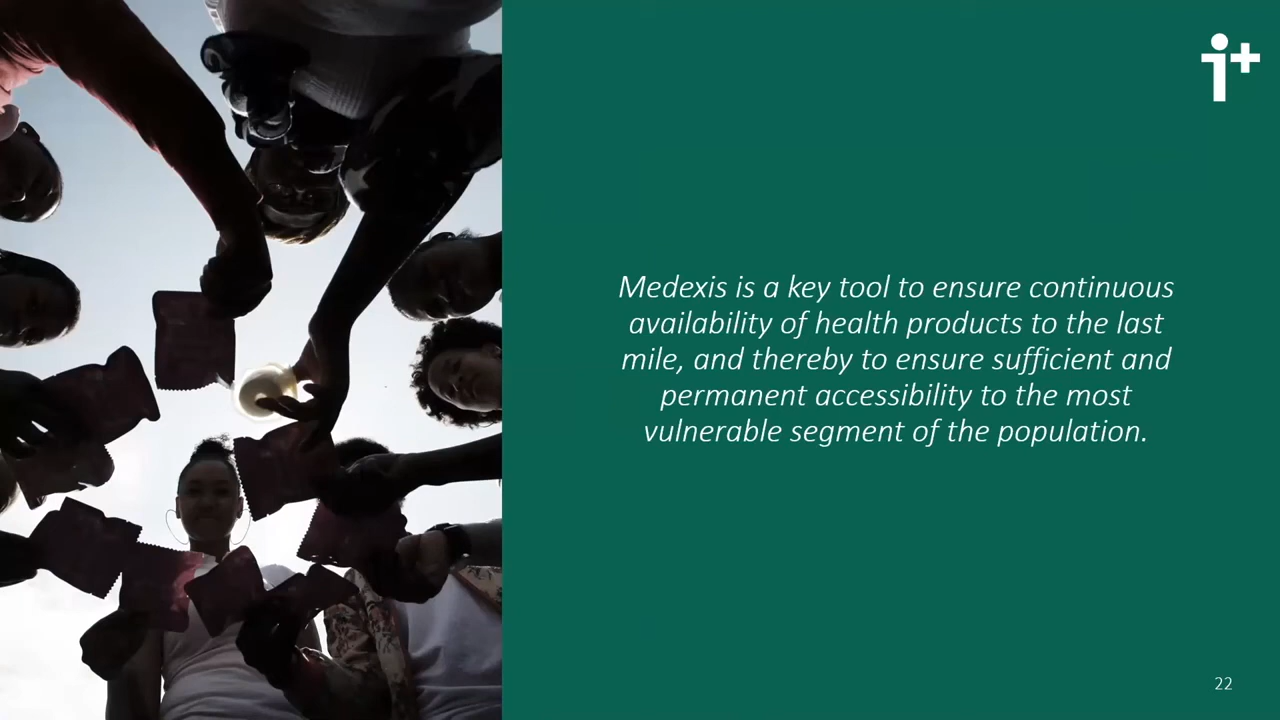 i+
Medexis is a key tool to ensure continuous
availability of health products to the last
mile, and thereby to ensure sufficient and
permanent accessibility to the most
vulnerable segment of the population.
22